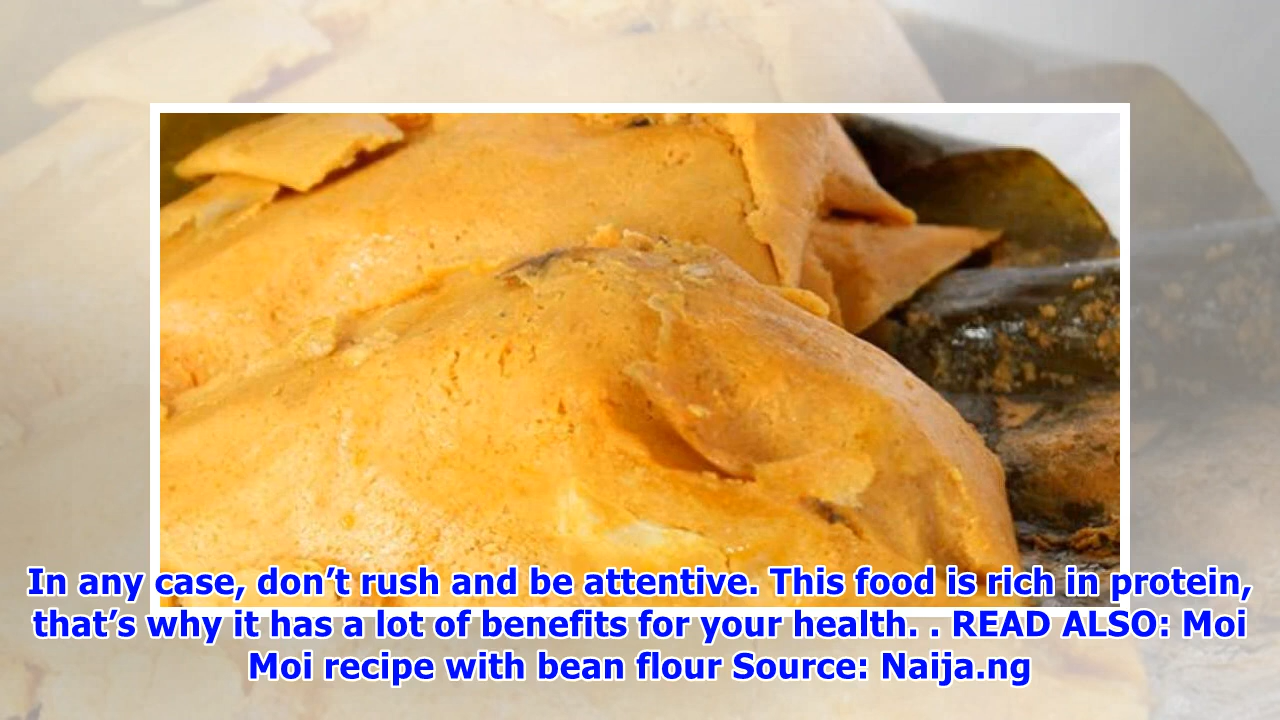 In any case, don’t rush and be attentive. This food is rich in protein,
that’s why it has a lot of benefits for your health. . READ ALSO: Moi
Moi recipe with bean flour Source: Naija.ng